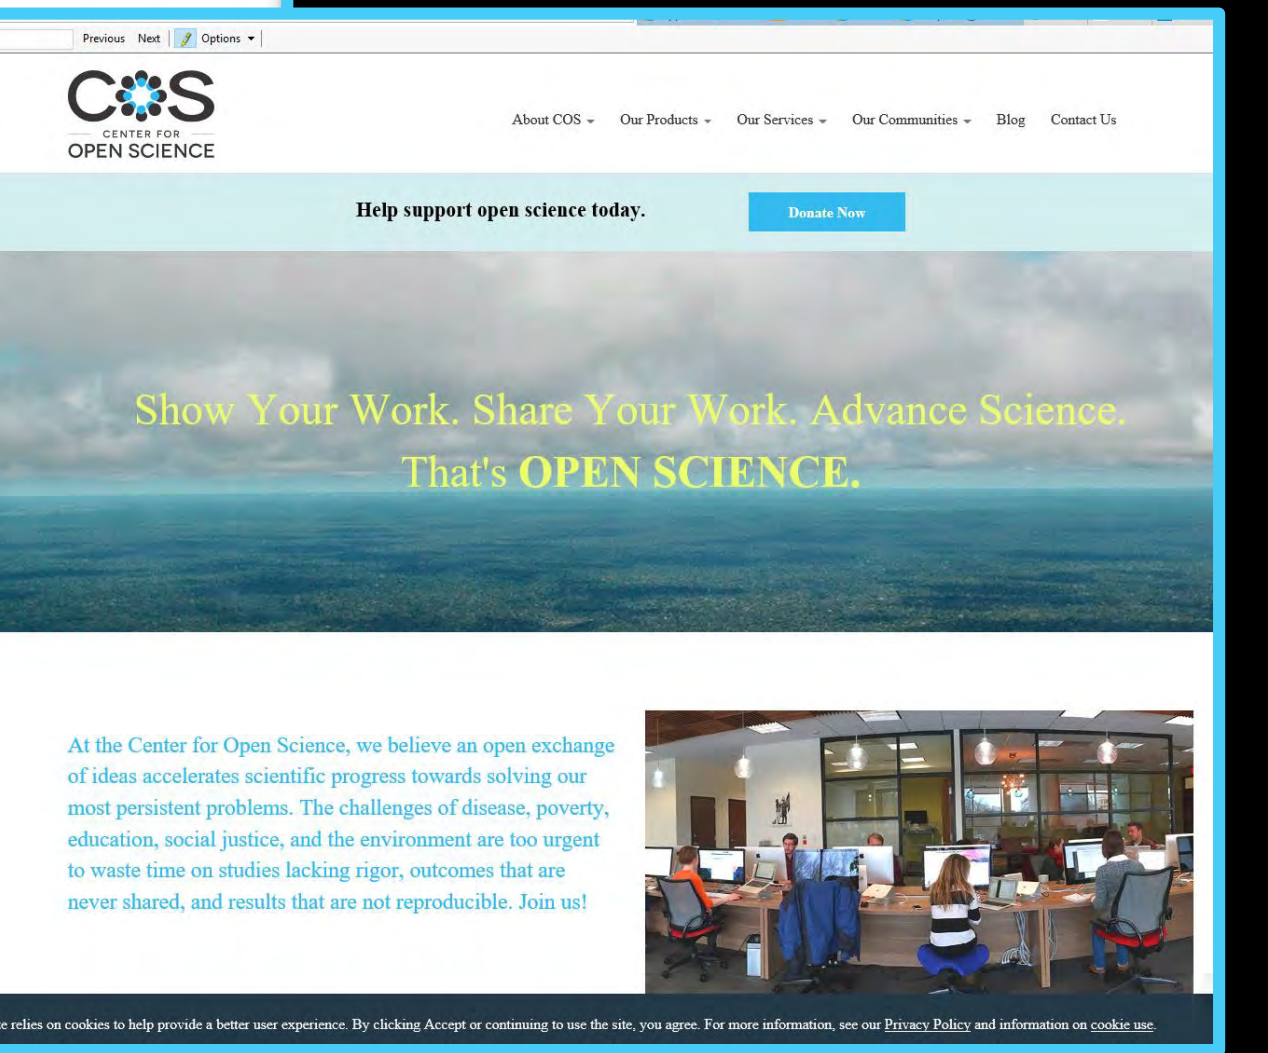 Previous Next Options
COS
CENTER FOR
OPEN SCIENCE
About COS Our Products Our Services Our Communities Blog Contact Us
Help support open science today. Donate Now
Show Your Work. Share Your Work. Advance Science.
That's OPEN SCIENCE.
At the Center for Open Science, we believe an open exchange
of ideas accelerates scientific progress towards solving our
most persistent problems. The challenges of disease, poverty,
education, social justice, and the environment are too urgent
to waste time on studies lacking rigor, outcomes that are
never shared, and results that are not reproducible. Join us!
relies on cookies to help provide a better user experience. By clicking Accept or continuing to use the site, you agree. For more information, see our Privacy Policy and information on cookie use.